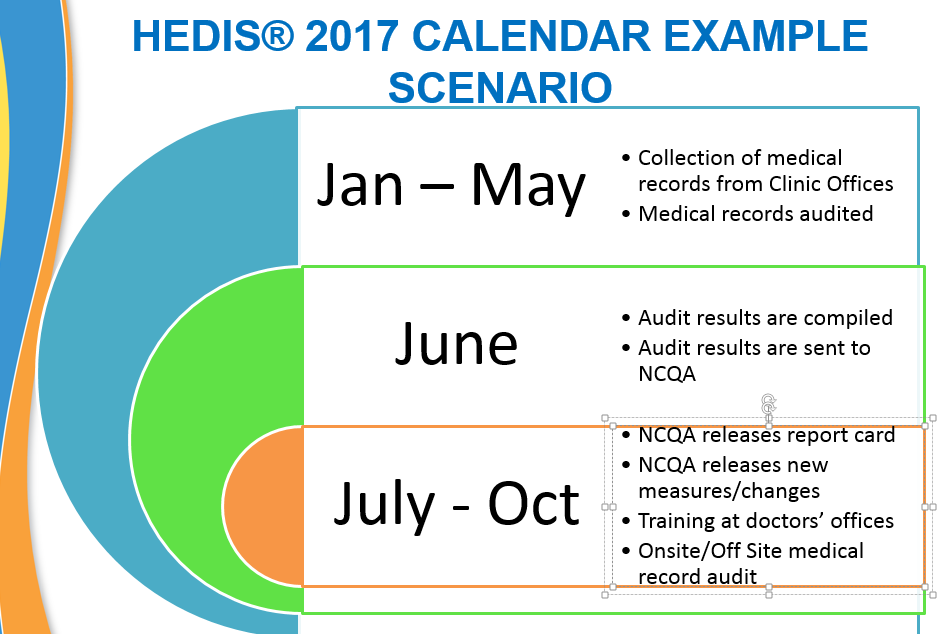 HEDIS® 2017 CALENDAR EXAMPLE
SCENARIO
Jan – May
• Collection of medical
records from Clinic Offices
• Medical records audited
June
• Audit results are compiled
• Audit results are sent to
NCQA
July - Oct
• NCQA releases report card
• NCQA releases new
measures/changes
• Training at doctors’ offices
• Onsite/Off Site medical
record audit